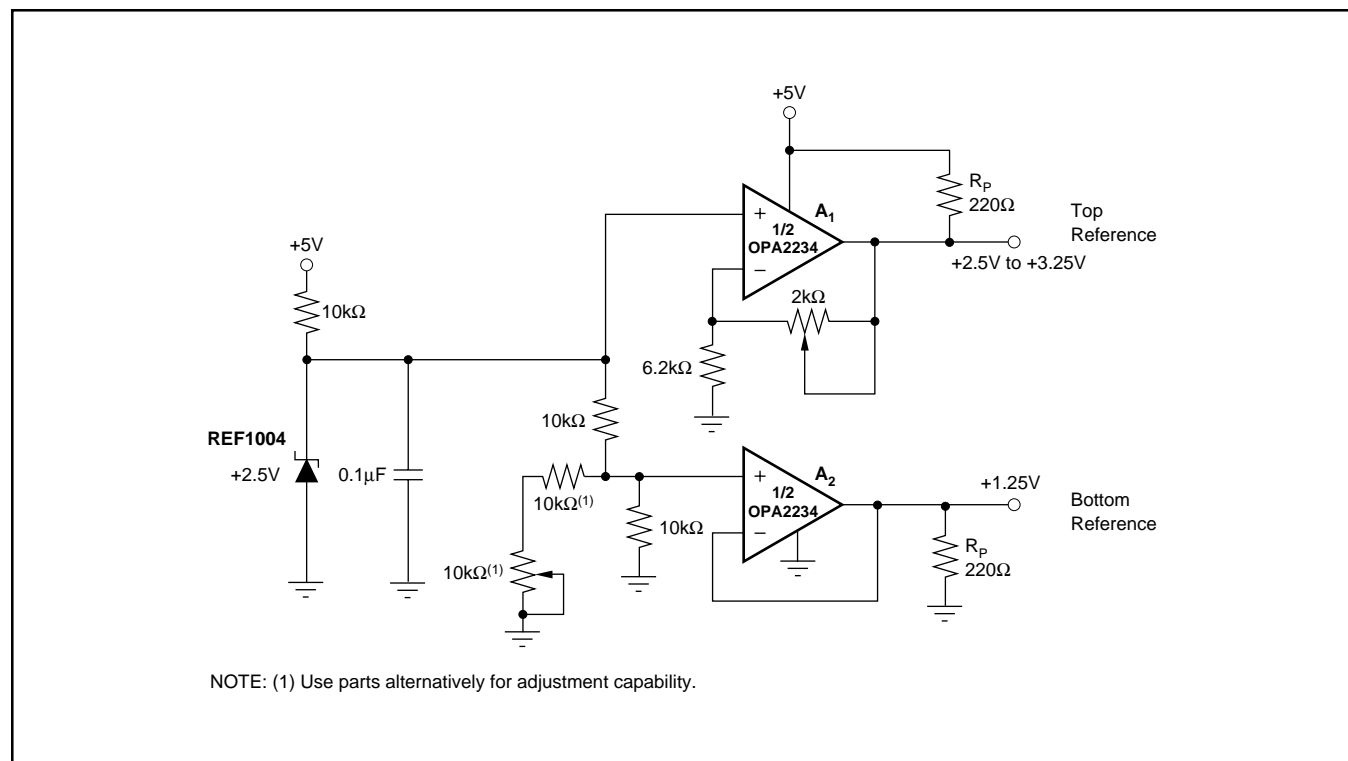 +5V
R_P
220Ω
A₁
+
1/2
OPA2234
−
Top
Reference
+2.5V to +3.25V
+5V
10kΩ
2kΩ
6.2kΩ
10kΩ
REF1004
+2.5V
0.1µF
10kΩ⁽¹⁾
10kΩ
10kΩ⁽¹⁾
A₂
+
1/2
OPA2234
−
+1.25V
Bottom
Reference
R_P
220Ω
NOTE: (1) Use parts alternatively for adjustment capability.